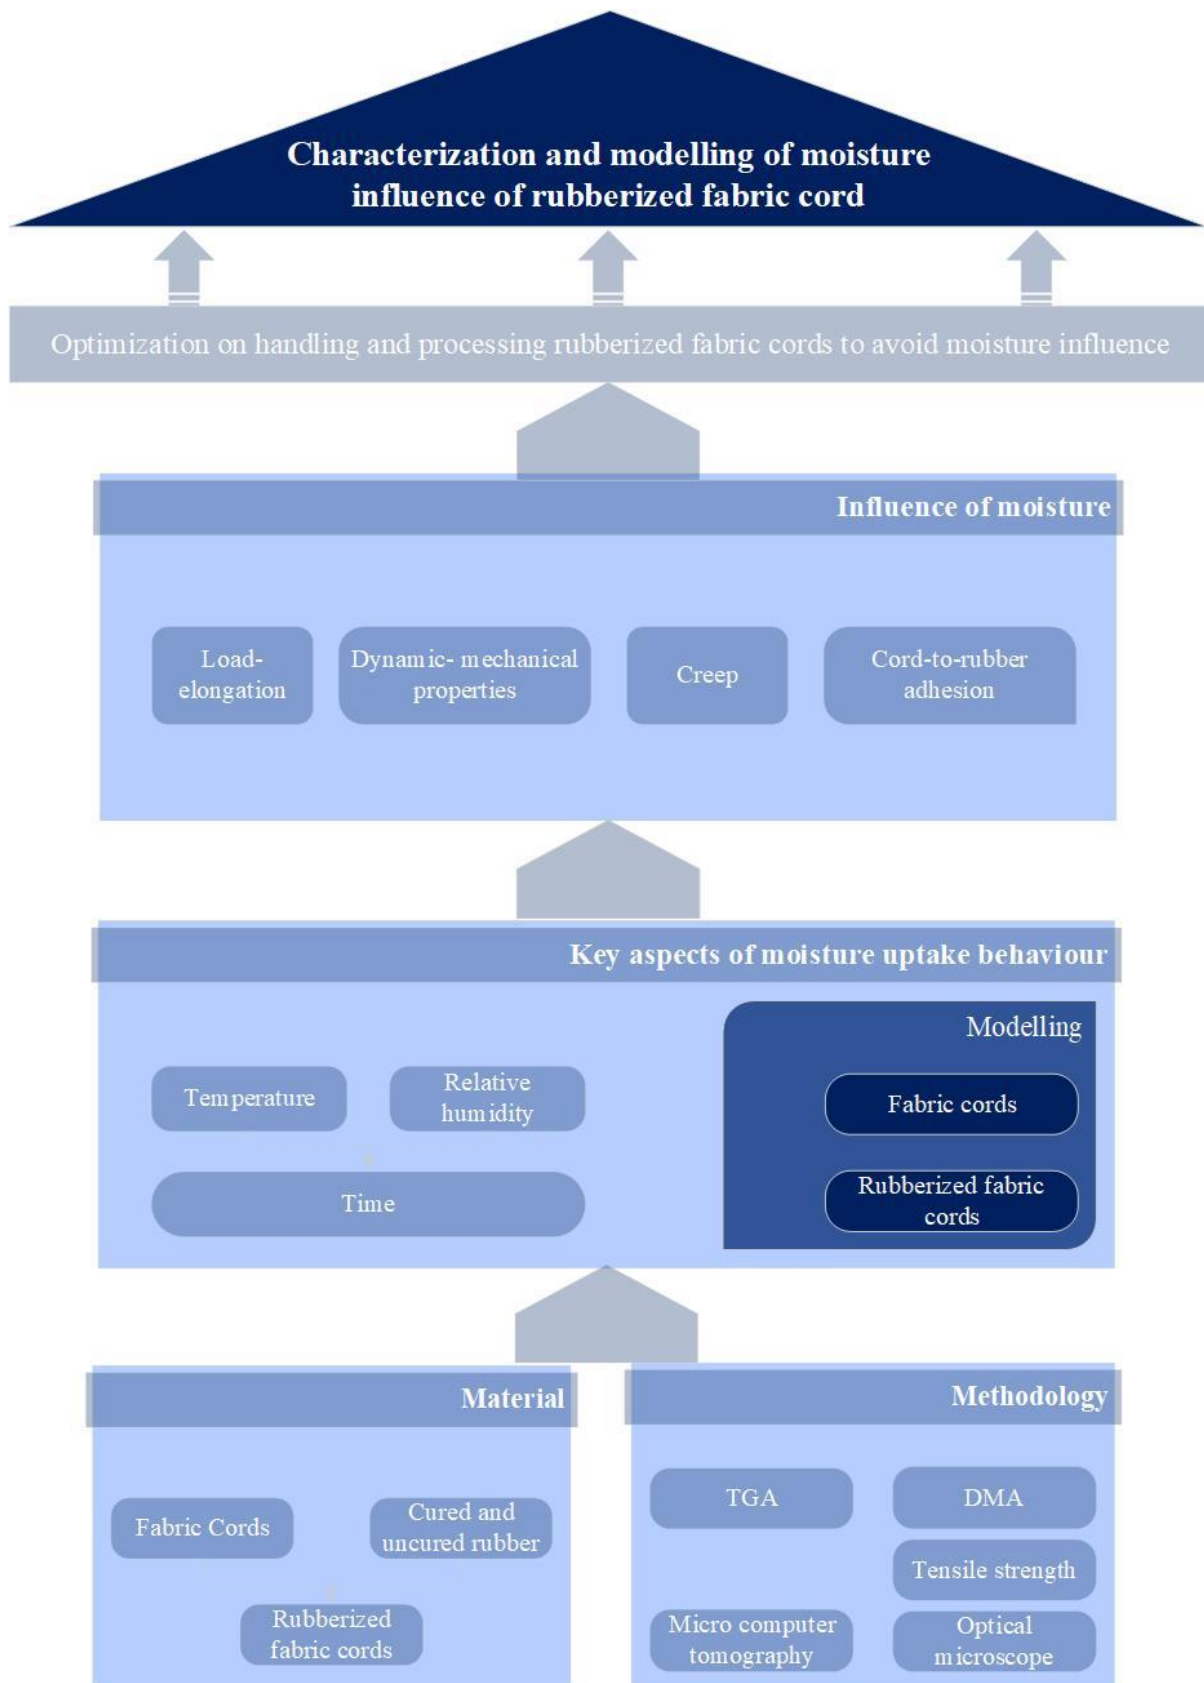 Characterization and modelling of moisture
influence of rubberized fabric cord
Optimization on handling and processing rubberized fabric cords to avoid moisture influence
Influence of moisture
Load-
elongation
Dynamic- mechanical
properties
Creep
Cord-to-rubber
adhesion
Key aspects of moisture uptake behaviour
Temperature
Relative
humidity
Time
Modelling
Fabric cords
Rubberized fabric
cords
Material
Fabric Cords
Cured and
uncured rubber
Rubberized
fabric cords
Methodology
TGA
DMA
Tensile strength
Micro computer
tomography
Optical
microscope